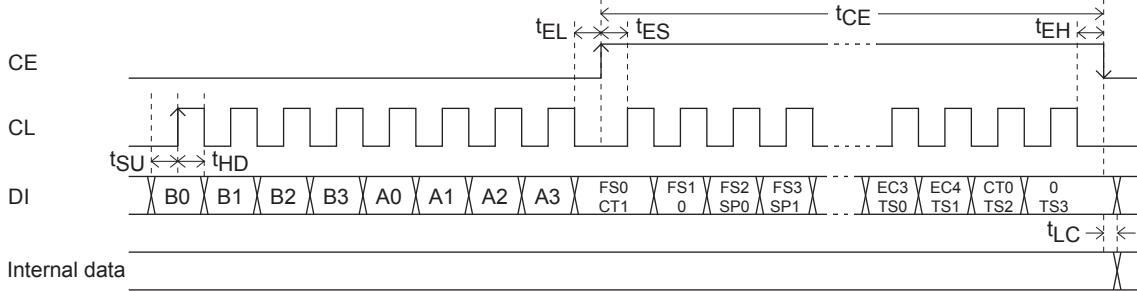 tCE
tEL tES tEH
CE
CL
tSU tHD
DI B0 B1 B2 B3 A0 A1 A2 A3 FS0 CT1 FS1 0 FS2 SP0 FS3 SP1 EC3 TS0 EC4 TS1 CT0 TS2 0 TS3
tLC
Internal data